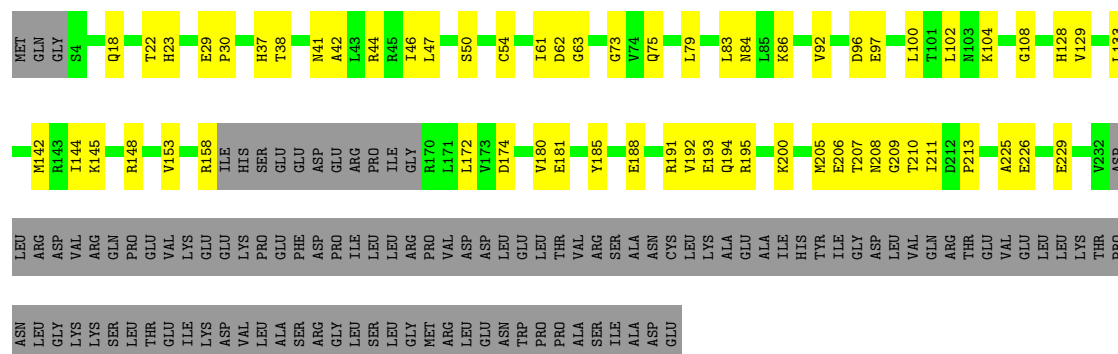 MET GLN GLY S4 Q18 T22 H23 E29 P30 H37 T38 N41 A42 L43 R44 R45 I46 L47 S50 C54 I61 D62 G63 G73 V74 Q75 L79 L83 N84 L85 K86 V92 D96 E97 L100 T101 L102 N103 K104 G108 H128 V129 L133
M142 R143 I144 K145 R148 V153 R158 ILE HIS SER GLU GLU ASP GLU ARG PRO ILE GLY R170 L171 L172 V173 D174 V180 E181 Y185 E188 R191 V192 E193 Q194 R195 K200 M205 E206 T207 N208 G209 T210 I211 D212 P213 A225 E226 E229 V232 ASP
LEU ARG ASP VAL ARG GLN PRO GLU VAL LYS GLU GLU LYS PRO GLU PHE ASP PRO ILE LEU LEU ARG PRO VAL ASP ASP LEU GLU LEU THR VAL ARG SER ALA ASN CYS LEU LYS ALA GLU ALA ILE HIS TYR ILE GLY ASP LEU VAL GLN ARG THR GLU VAL GLU LEU LEU LYS THR PRO
ASN LEU GLY LYS LYS SER LEU THR GLU ILE LYS ASP VAL LEU ALA SER ARG GLY LEU SER LEU GLY MET ARG LEU GLU ASN TRP PRO PRO ALA SER ILE ALA ASP GLU